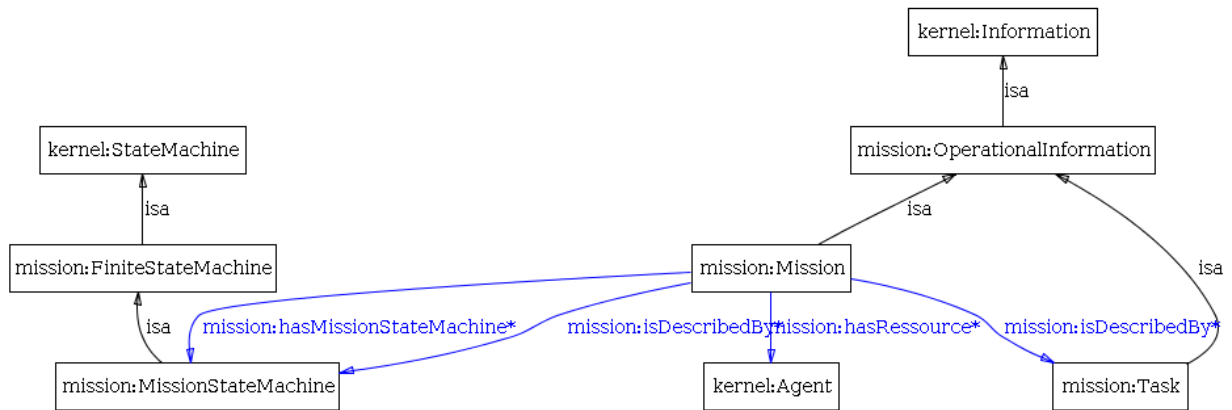 kernel:Information
isa
kernel:StateMachine
mission:OperationalInformation
isa
isa
isa
mission:FiniteStateMachine
mission:Mission
isa
mission:hasMissionStateMachine*
mission:isDescribedBy*
mission:hasRessource*
mission:isDescribedBy*
mission:MissionStateMachine
kernel:Agent
mission:Task